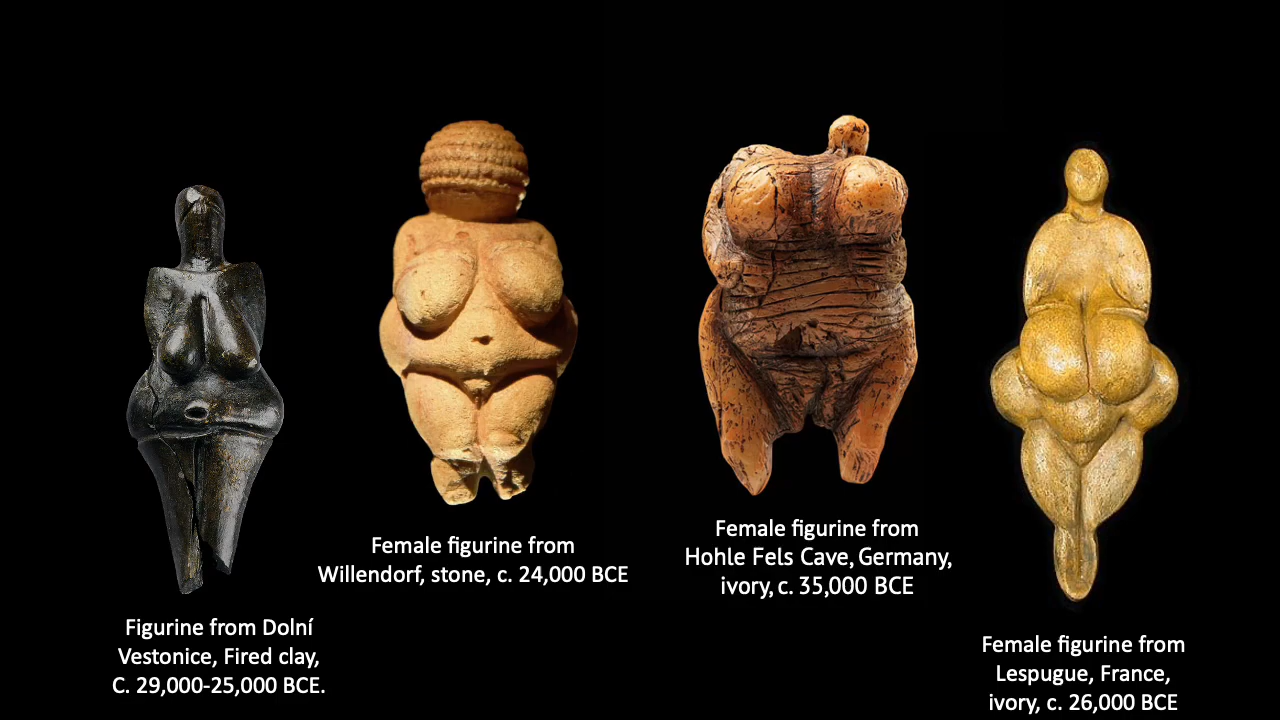 Figurine from Dolní
Vestonice, Fired clay,
C. 29,000-25,000 BCE.
Female figurine from
Willendorf, stone, c. 24,000 BCE
Female figurine from
Hohle Fels Cave, Germany,
ivory, c. 35,000 BCE
Female figurine from
Lespugue, France,
ivory, c. 26,000 BCE